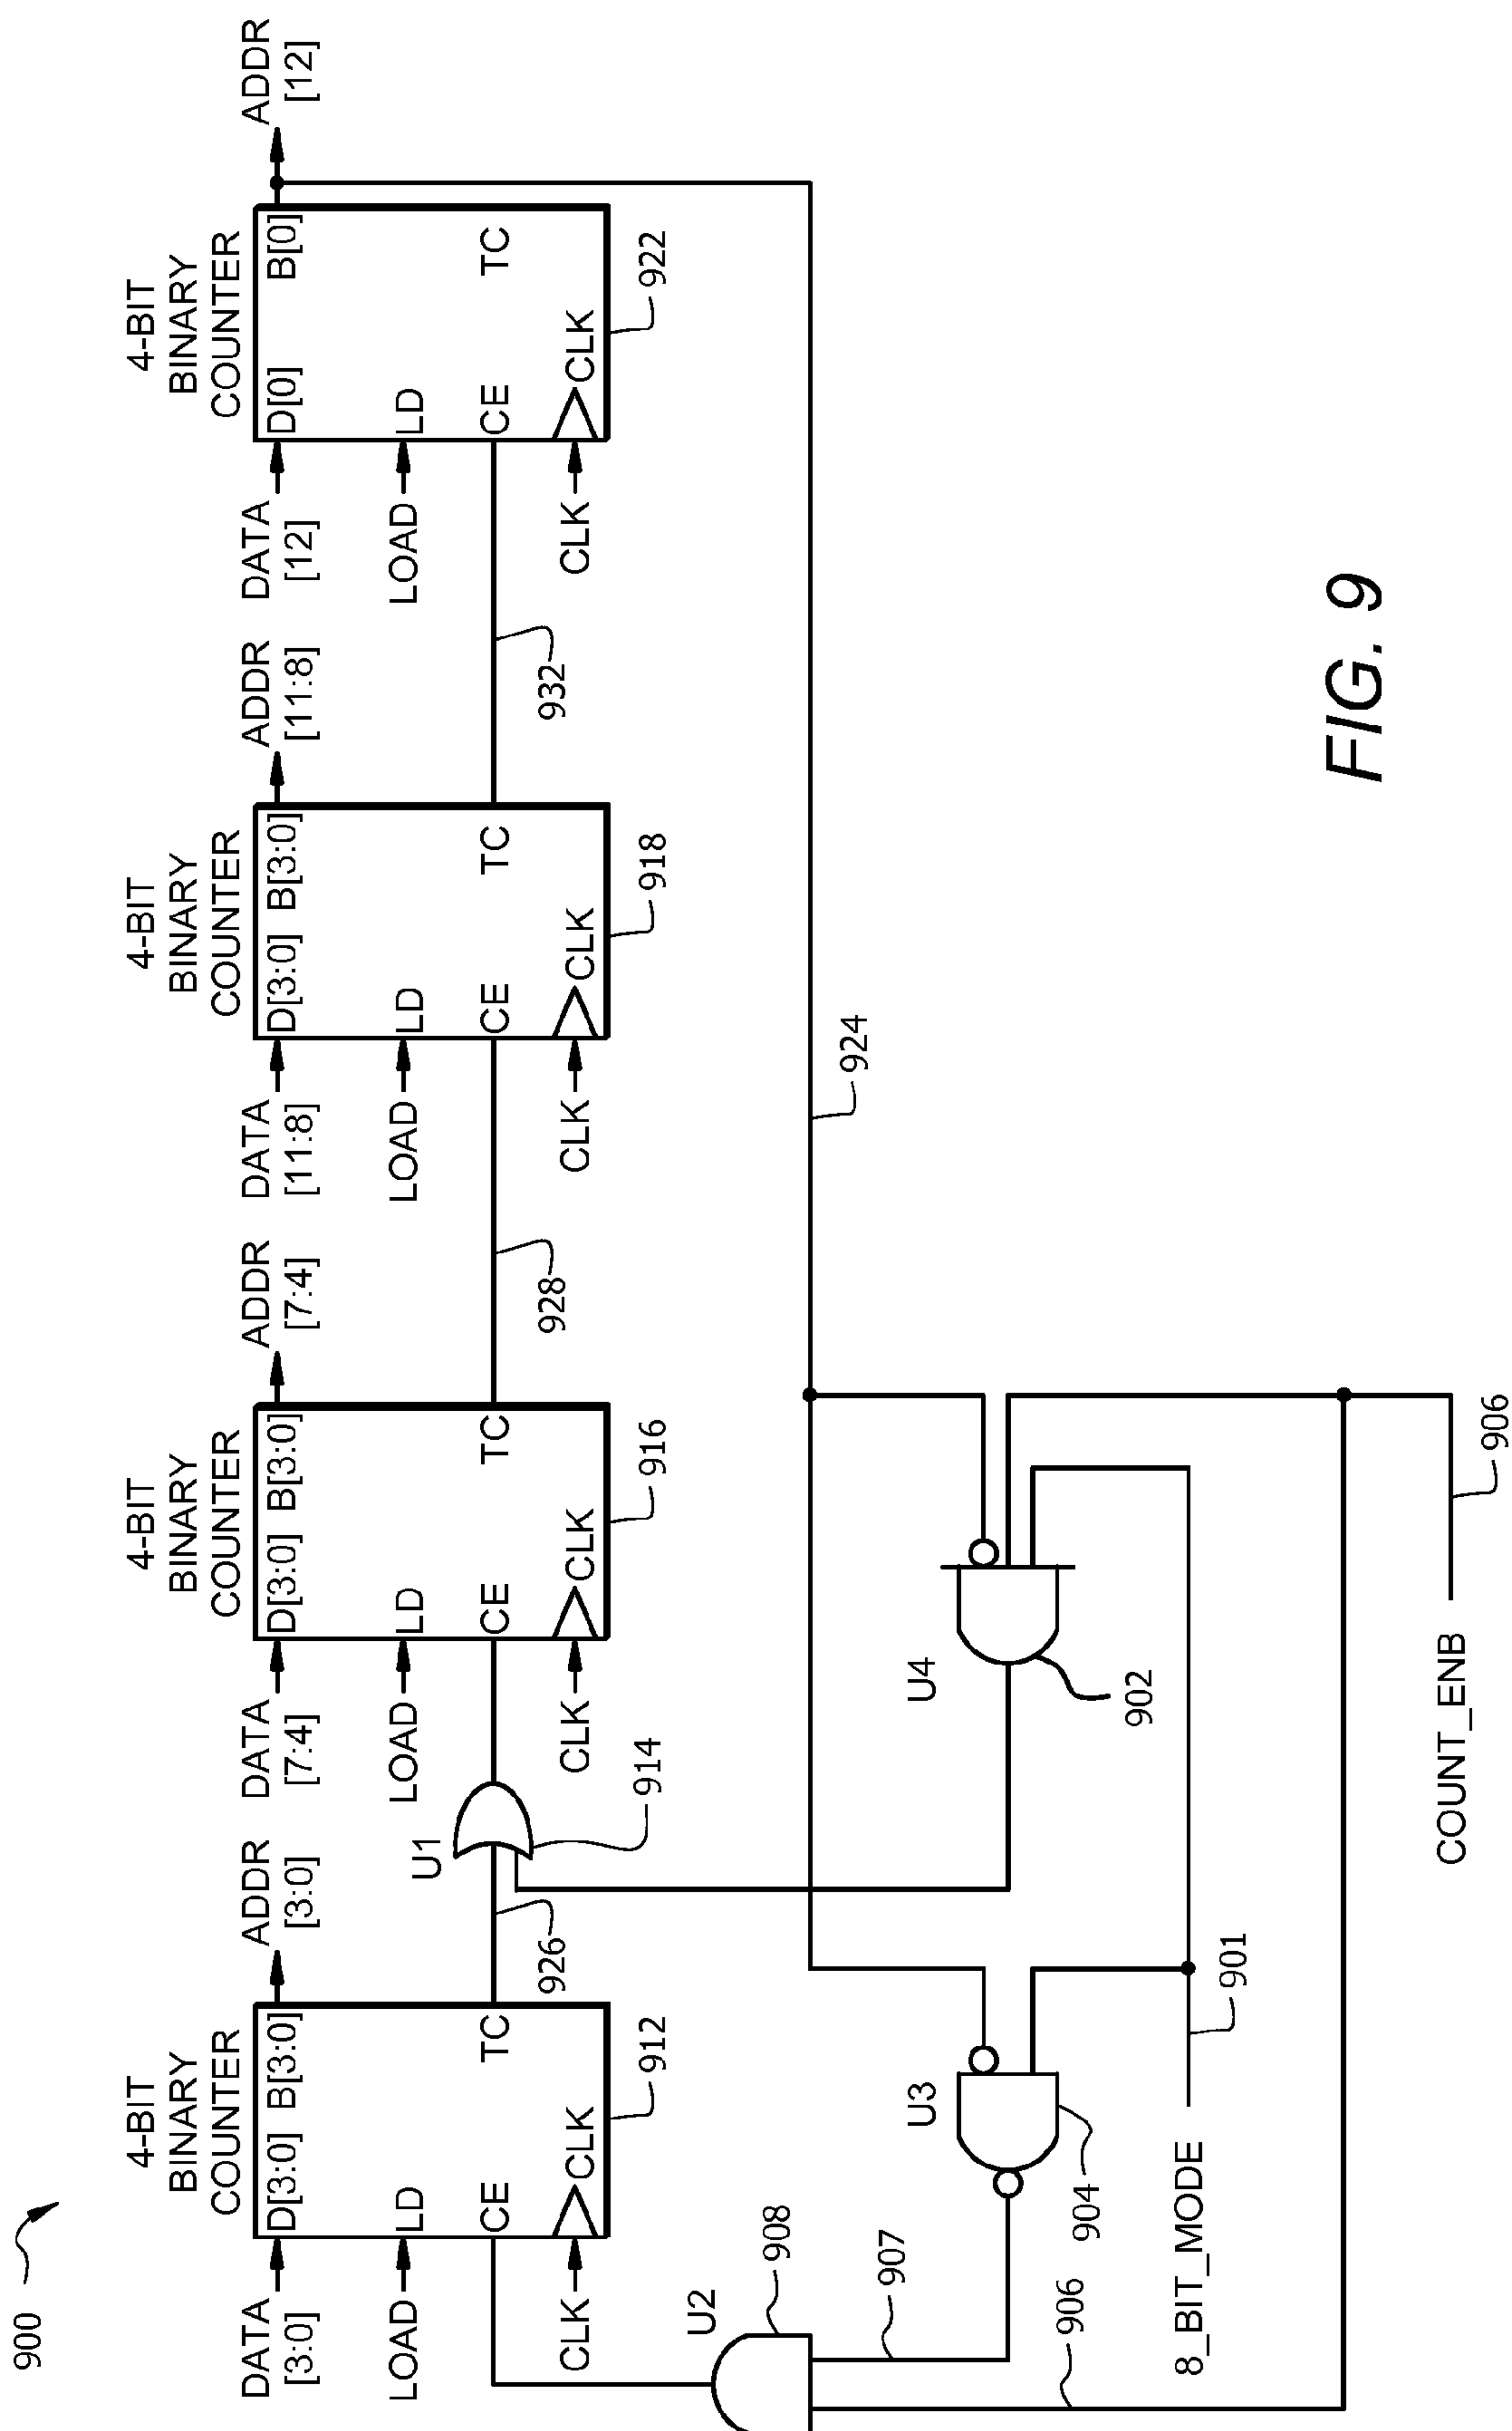 900
4-BIT
BINARY
COUNTER
4-BIT
BINARY
COUNTER
4-BIT
BINARY
COUNTER
4-BIT
BINARY
COUNTER
DATA
[3:0]
D[3:0] B[3:0]
ADDR
[3:0]
DATA
[7:4]
D[3:0] B[3:0]
ADDR
[7:4]
DATA
[11:8]
D[3:0] B[3:0]
ADDR
[11:8]
DATA
[12]
D[0] B[0]
ADDR
[12]
LOAD
LD
LOAD
LD
LOAD
LD
LOAD
LD
CE TC
926
U1
CE TC
928
CE TC
932
CE TC
CLK
CLK
912
914
CLK
CLK
916
CLK
CLK
918
CLK
CLK
922
U2
908
907
906
924
U3
904
U4
902
8_BIT_MODE
901
COUNT_ENB
906
FIG. 9